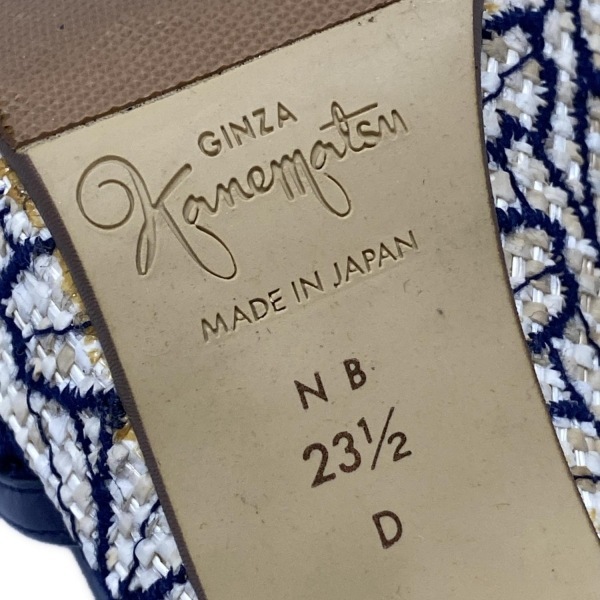 GINZA
Kanematsu
MADE IN JAPAN
N B
23½
D